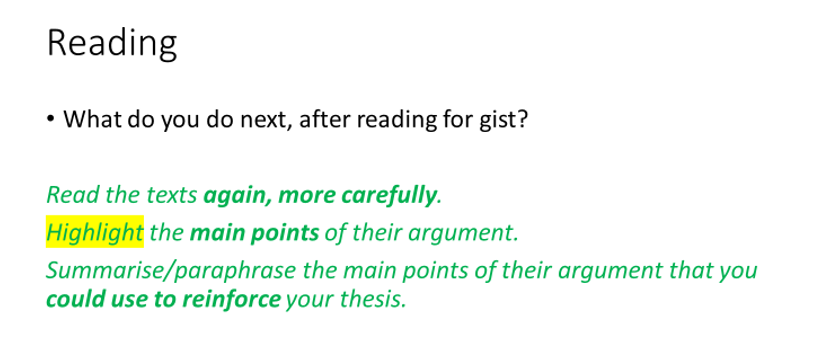 Reading
• What do you do next, after reading for gist?
Read the texts again, more carefully.
Highlight the main points of their argument.
Summarise/paraphrase the main points of their argument that you
could use to reinforce your thesis.